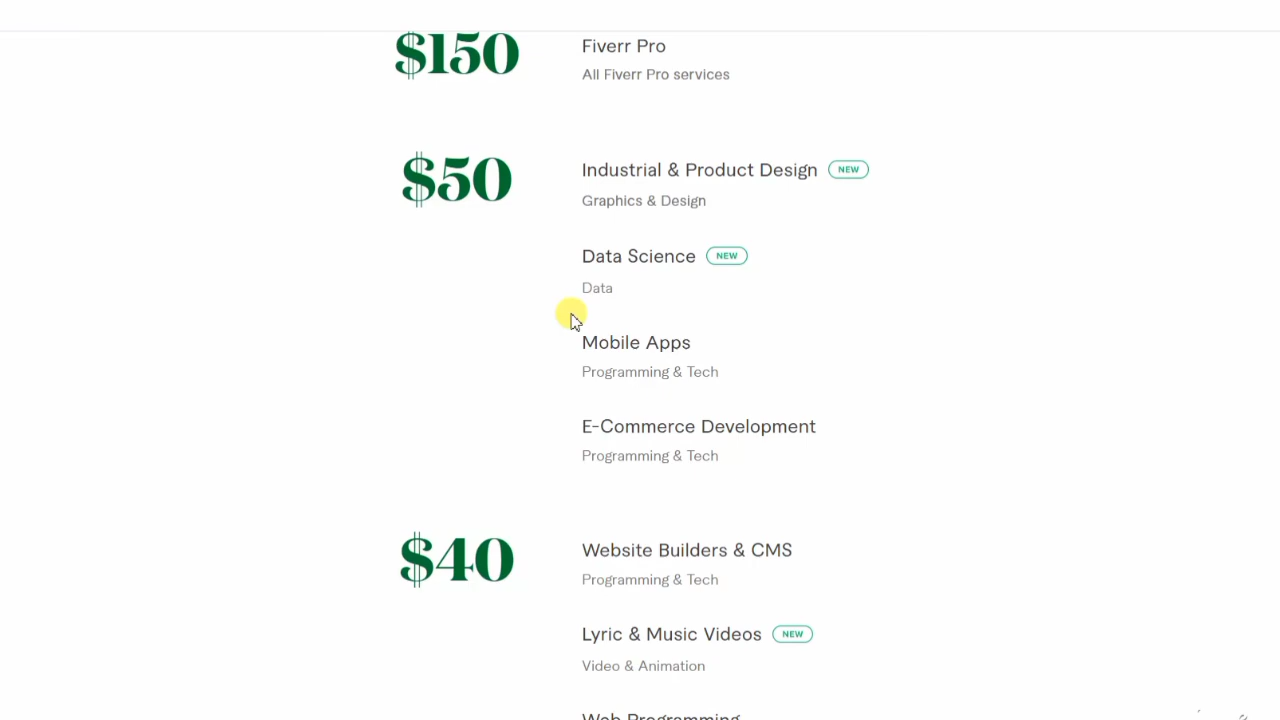 $150
Fiverr Pro
All Fiverr Pro services
$50
Industrial & Product Design NEW
Graphics & Design
Data Science NEW
Data
Mobile Apps
Programming & Tech
E-Commerce Development
Programming & Tech
$40
Website Builders & CMS
Programming & Tech
Lyric & Music Videos NEW
Video & Animation
Web Programming